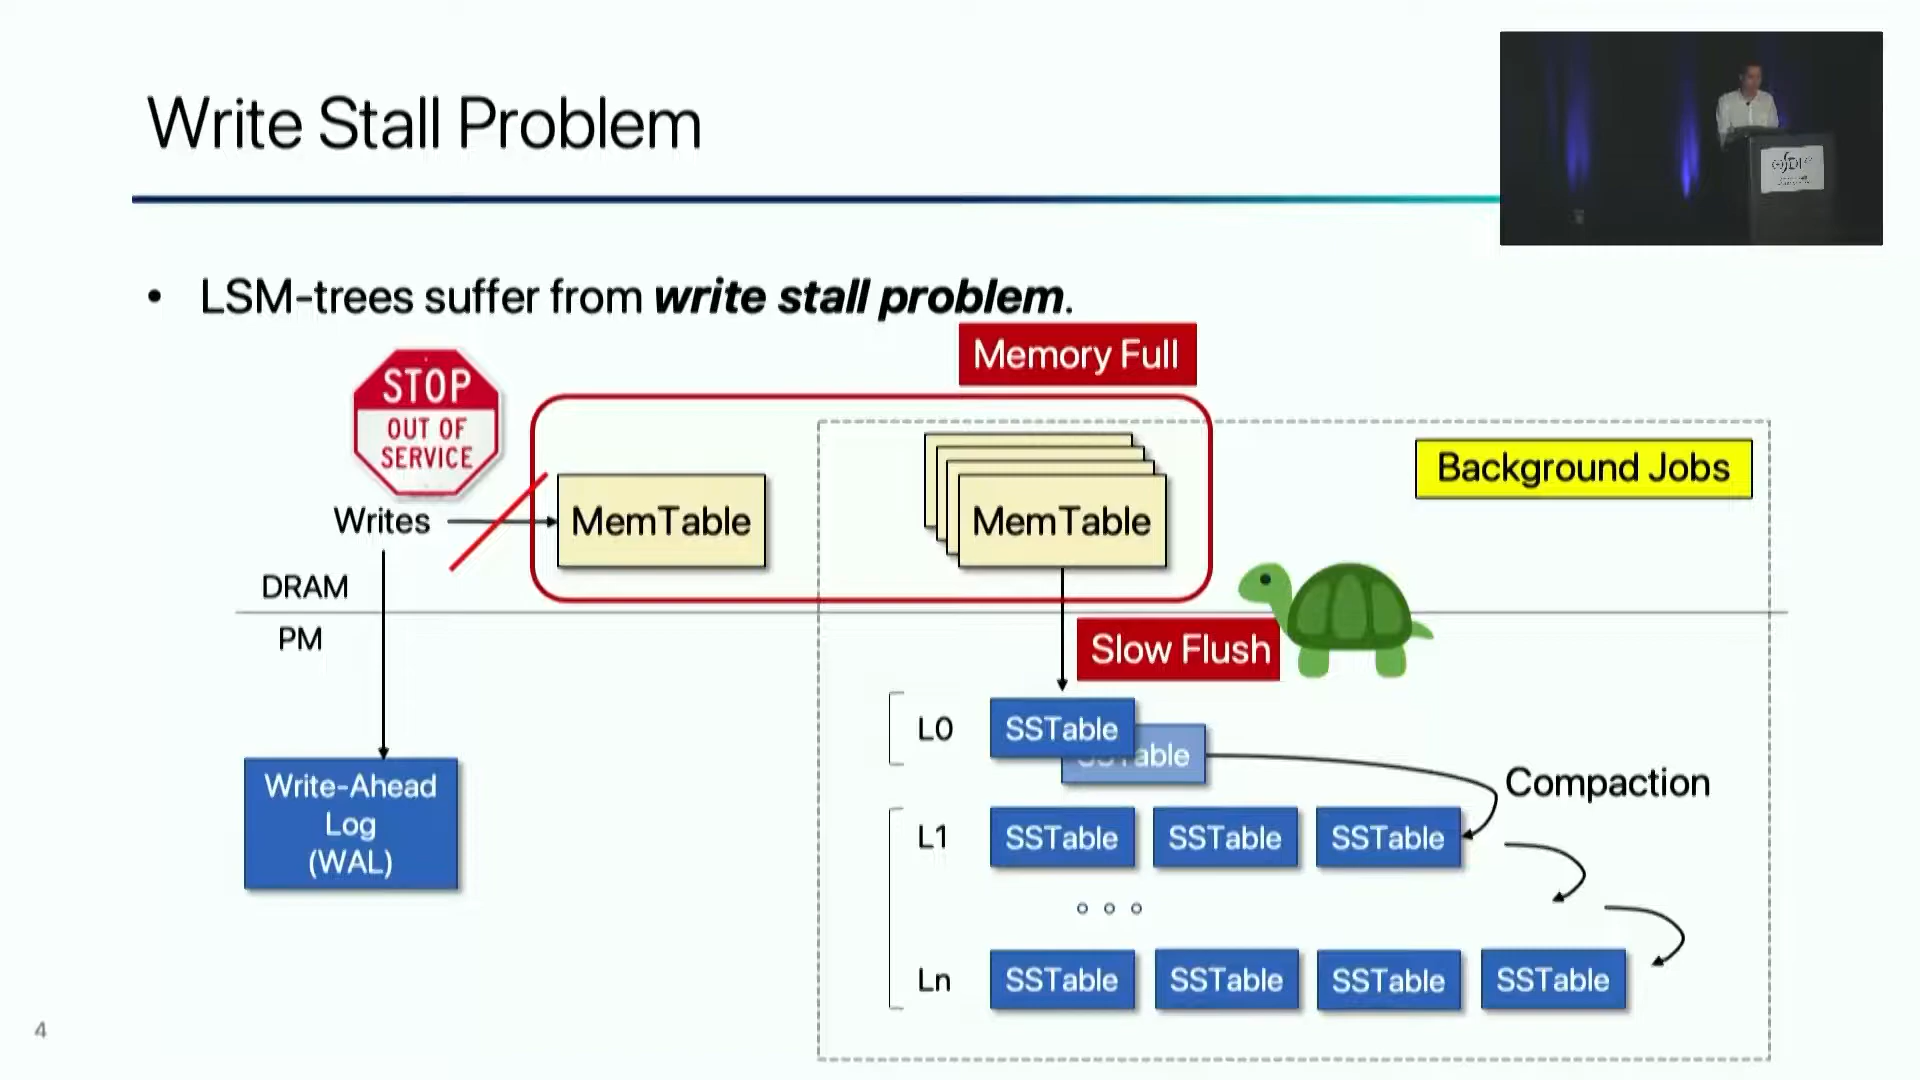 Write Stall Problem
• LSM-trees suffer from write stall problem.
Memory Full
STOP
OUT OF
SERVICE
Background Jobs
Writes
MemTable
MemTable
DRAM
PM
Slow Flush
L0
SSTable
Write-Ahead
Log
(WAL)
Compaction
L1
SSTable
SSTable
SSTable
Ln
SSTable
SSTable
SSTable
SSTable
4